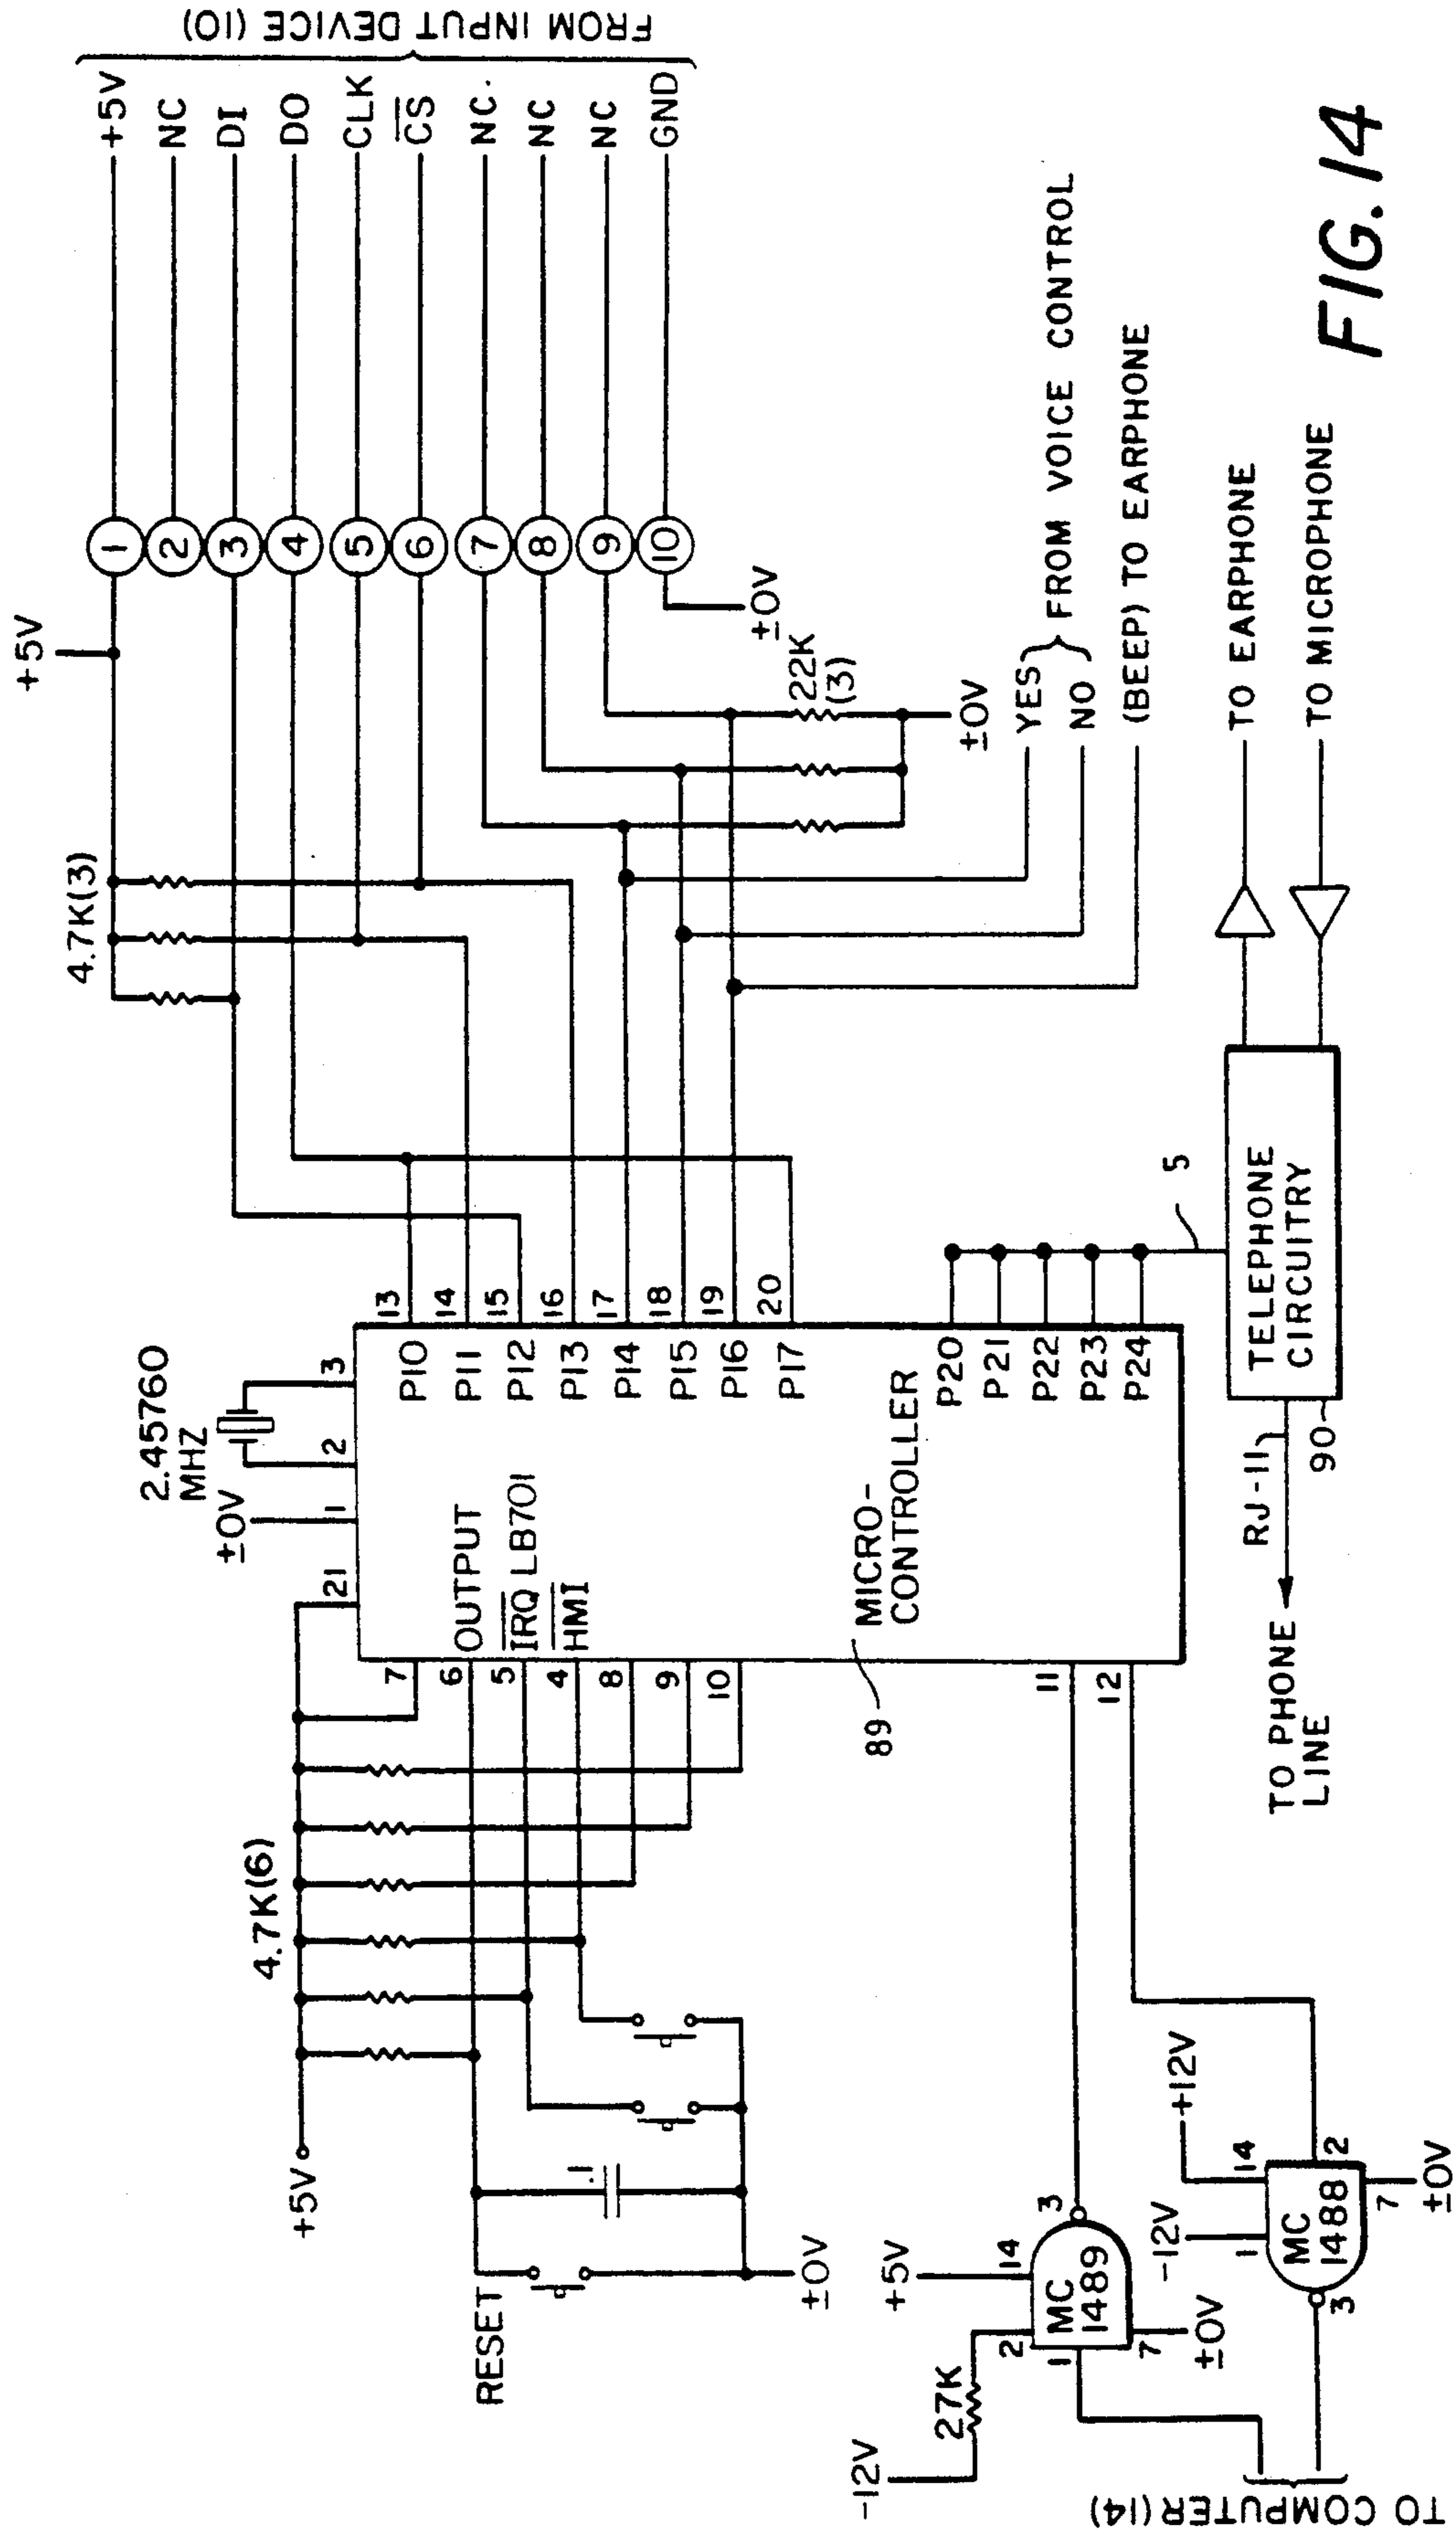 +5V
4.7K(3)
+5V
NC
DI
DO
CLK
CS
NC.
NC
NC
GND
FROM INPUT DEVICE (10)
1
2
3
4
5
6
7
8
9
10
±0V
22K
(3)
±0V
2.45760
MHZ
±0V
21
1
2
3
+5V
4.7K(6)
RESET
.1
±0V
7
6
5
4
8
9
10
11
12
OUTPUT
IRQ LB701
HMI
MICRO-
CONTROLLER
89
P10
P11
P12
P13
P14
P15
P16
P17
13
14
15
16
17
18
19
20
P20
P21
P22
P23
P24
5
YES
NO
FROM VOICE CONTROL
(BEEP) TO EARPHONE
TELEPHONE
CIRCUITRY
TO EARPHONE
TO MICROPHONE
RJ-11
90
TO PHONE
LINE
-12V
27K
+5V
2
14
1
MC
1489
3
7
±0V
-12V
+12V
1
14
MC
1488
2
3
7
±0V
TO COMPUTER (14)
FIG. 14